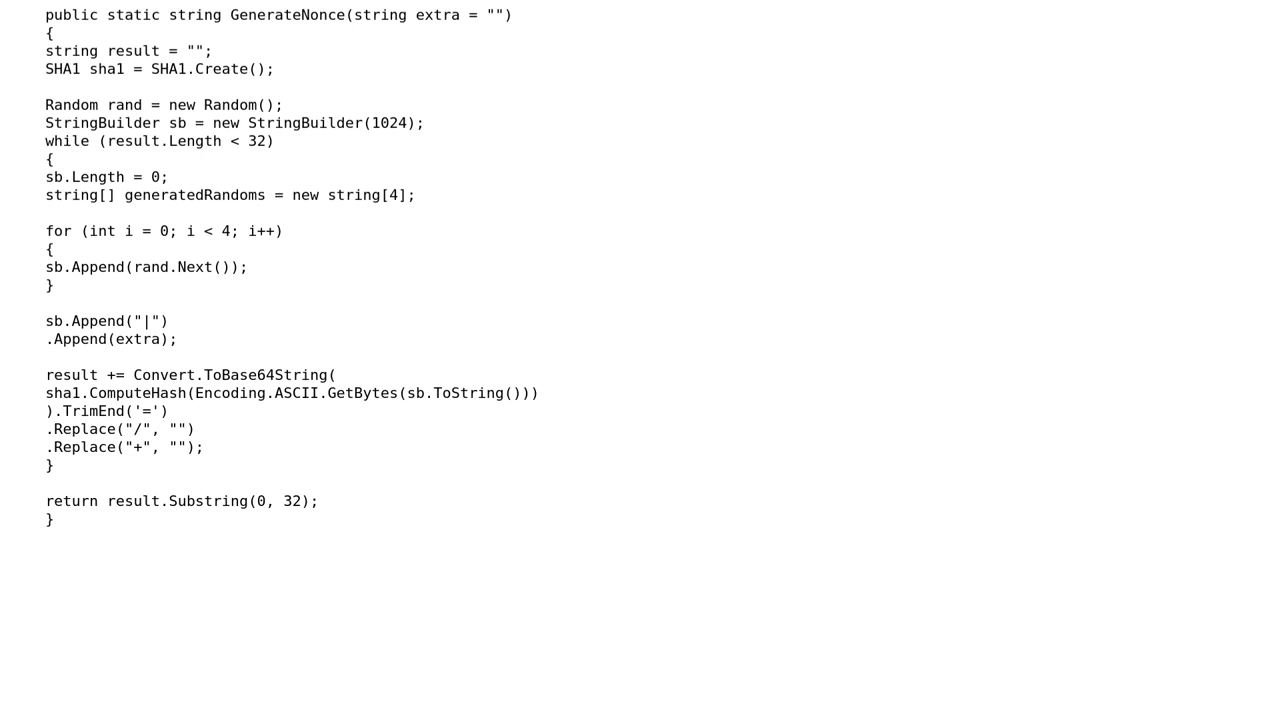 public static string GenerateNonce(string extra = "")
{
string result = "";
SHA1 sha1 = SHA1.Create();

Random rand = new Random();
StringBuilder sb = new StringBuilder(1024);
while (result.Length < 32)
{
sb.Length = 0;
string[] generatedRandoms = new string[4];

for (int i = 0; i < 4; i++)
{
sb.Append(rand.Next());
}

sb.Append("|")
.Append(extra);

result += Convert.ToBase64String(
sha1.ComputeHash(Encoding.ASCII.GetBytes(sb.ToString()))
).TrimEnd('=')
.Replace("/", "")
.Replace("+", "");
}

return result.Substring(0, 32);
}